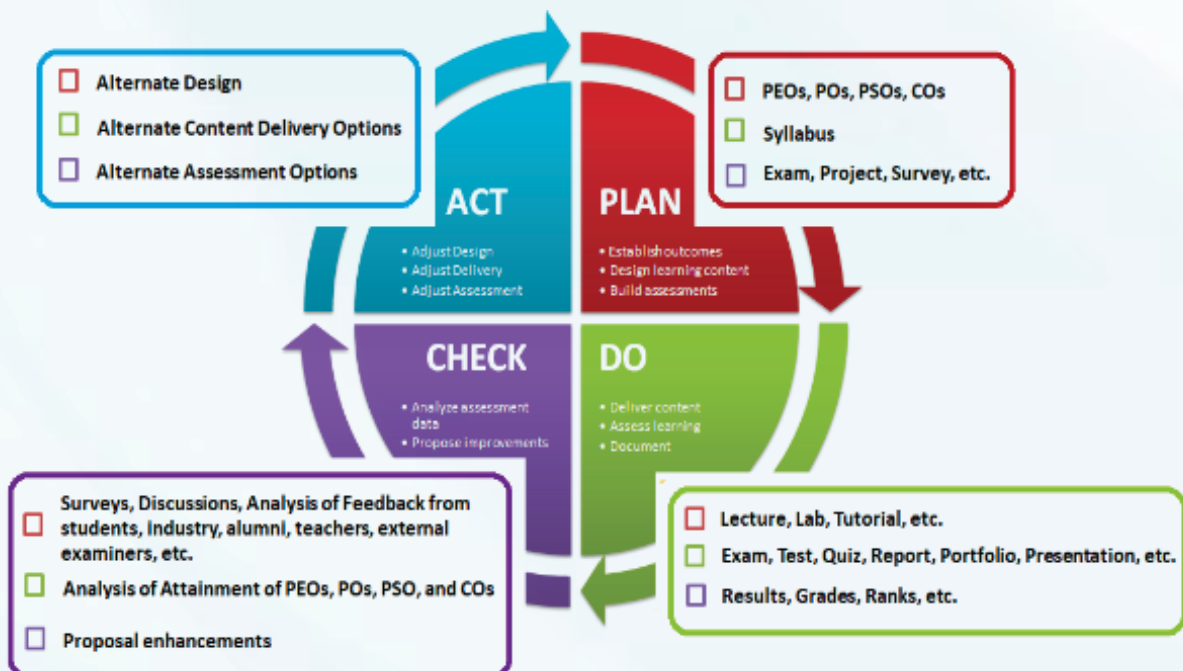 Alternate Design
Alternate Content Delivery Options
Alternate Assessment Options
PEOs, POs, PSOs, COs
Syllabus
Exam, Project, Survey, etc.
ACT
• Adjust Design
• Adjust Delivery
• Adjust Assessment
PLAN
• Establish outcomes
• Design learning content
• Build assessments
CHECK
• Analyze assessment
data
• Propose improvements
DO
• Deliver content
• Assess learning
• Document
Surveys, Discussions, Analysis of Feedback from
students, industry, alumni, teachers, external
examiners, etc.
Analysis of Attainment of PEOs, POs, PSO, and COs
Proposal enhancements
Lecture, Lab, Tutorial, etc.
Exam, Test, Quiz, Report, Portfolio, Presentation, etc.
Results, Grades, Ranks, etc.